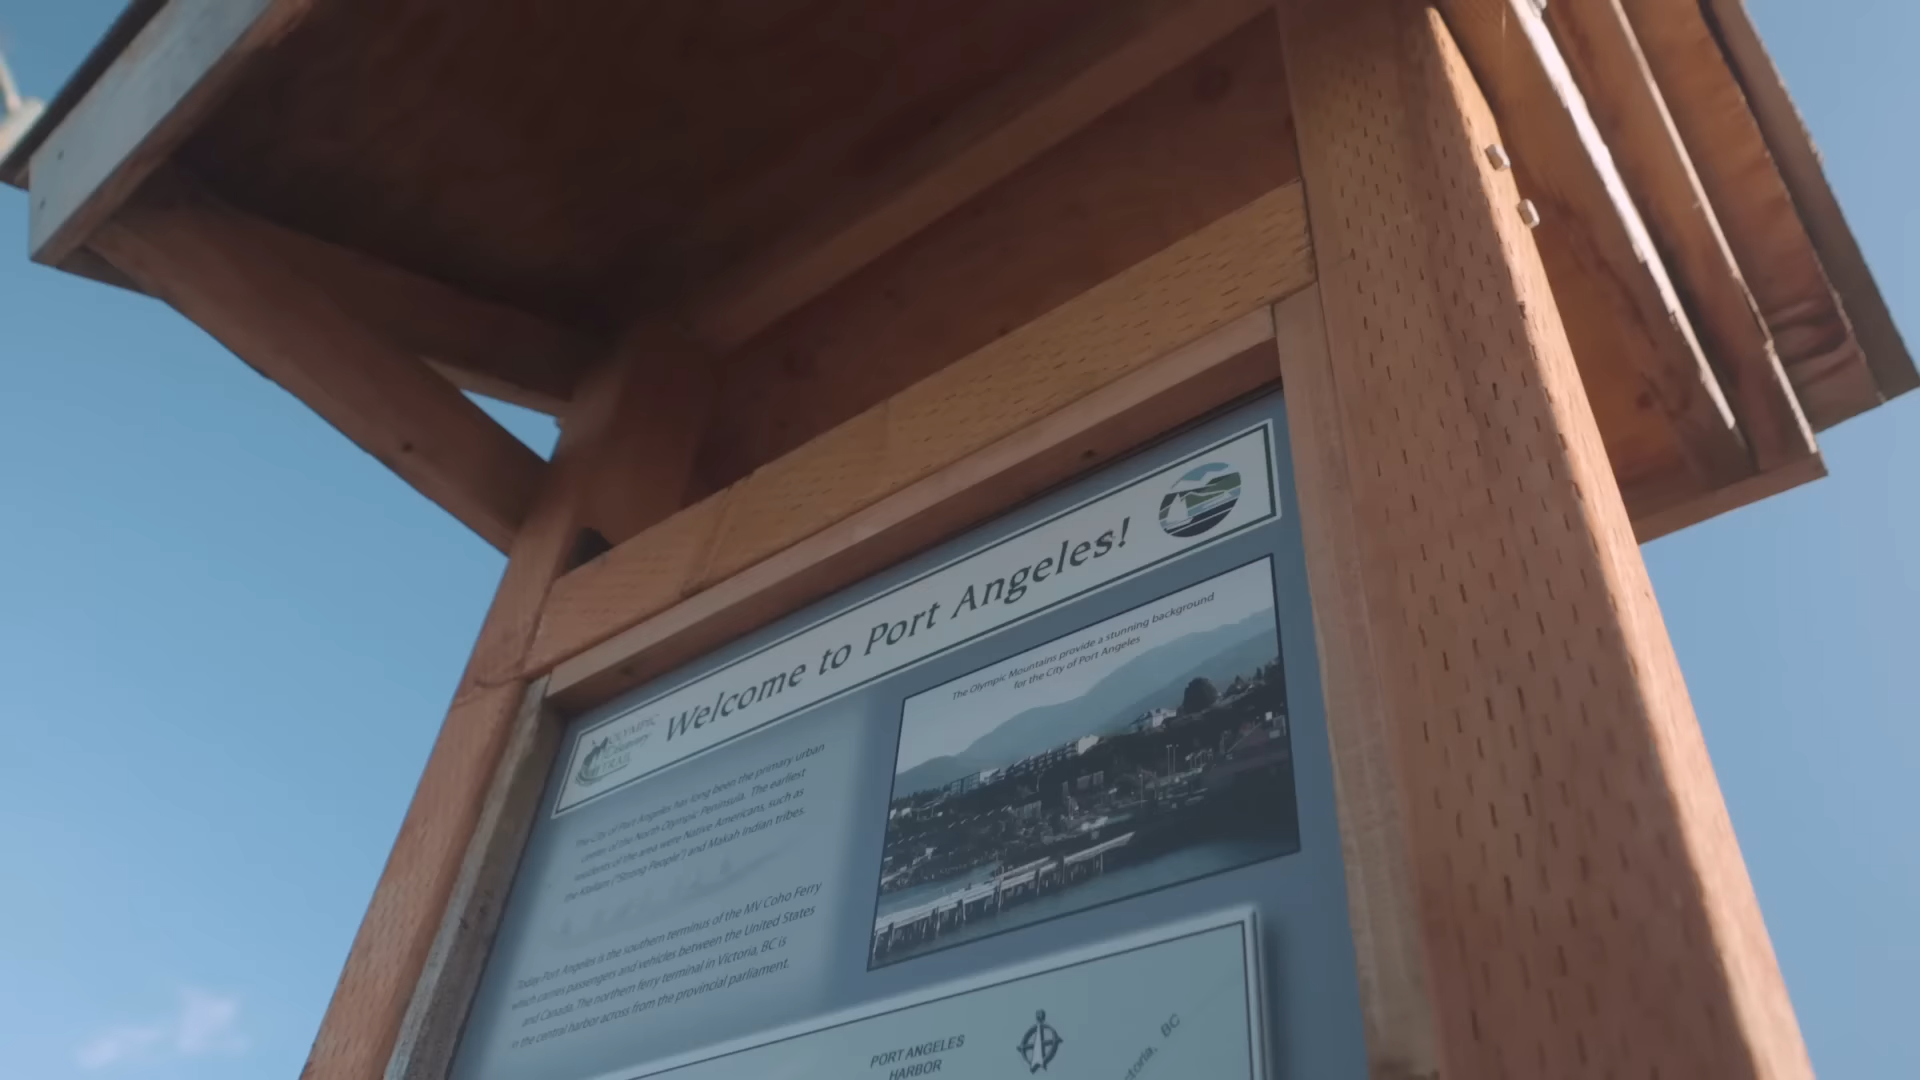 OLYMPIC
Discovery
TRAIL
Welcome to Port Angeles!
The City of Port Angeles has long been the primary urban
center of the North Olympic Peninsula. The earliest
residents of the area were Native Americans, such as
the Klallam ("Strong People") and Makah Indian tribes.
Today Port Angeles is the southern terminus of the MV Coho Ferry
which carries passengers and vehicles between the United States
and Canada. The northern ferry terminal in Victoria, BC is
in the central harbor across from the provincial parliament.
The Olympic Mountains provide a stunning background
for the City of Port Angeles
PORT ANGELES
HARBOR
BC